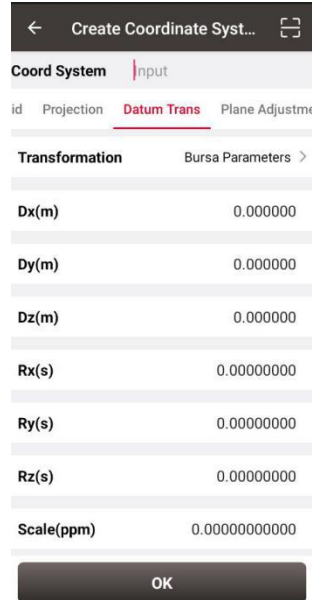 Create Coordinate Syst...
Coord System Input
id Projection Datum Trans Plane Adjustme
Transformation Bursa Parameters >
Dx(m) 0.000000
Dy(m) 0.000000
Dz(m) 0.000000
Rx(s) 0.00000000
Ry(s) 0.00000000
Rz(s) 0.00000000
Scale(ppm) 0.00000000000
OK